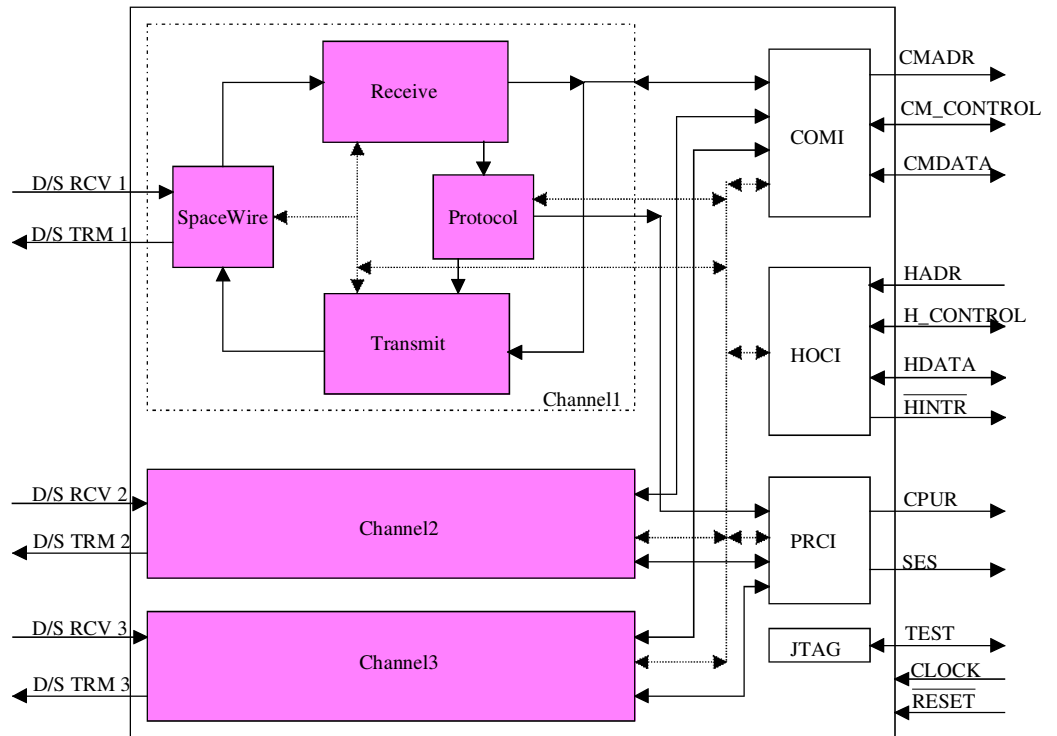 CMADR
Receive
COMI
CM_CONTROL
CMDATA
D/S RCV 1
SpaceWire
Protocol
D/S TRM 1
HADR
H_CONTROL
Transmit
HOCI
HDATA
Channel1
HINTR
D/S RCV 2
CPUR
Channel2
D/S TRM 2
PRCI
SES
D/S RCV 3
TEST
JTAG
Channel3
CLOCK
D/S TRM 3
RESET